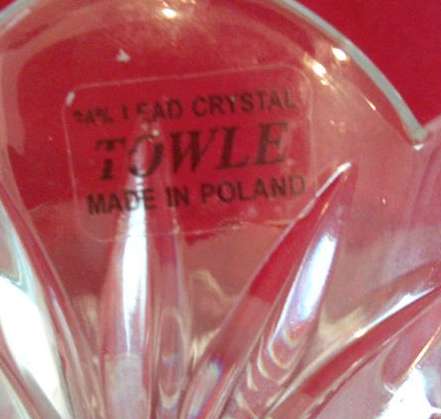 24% LEAD CRYSTAL
TOWLE
MADE IN POLAND